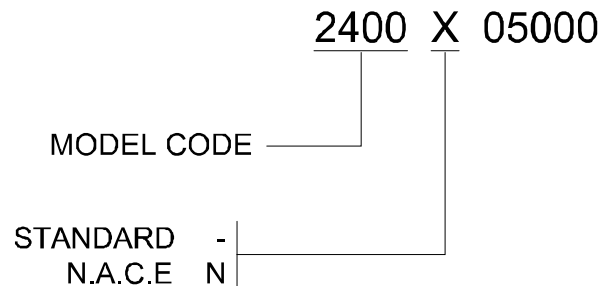 2400 X 05000
MODEL CODE
STANDARD -
N.A.C.E N